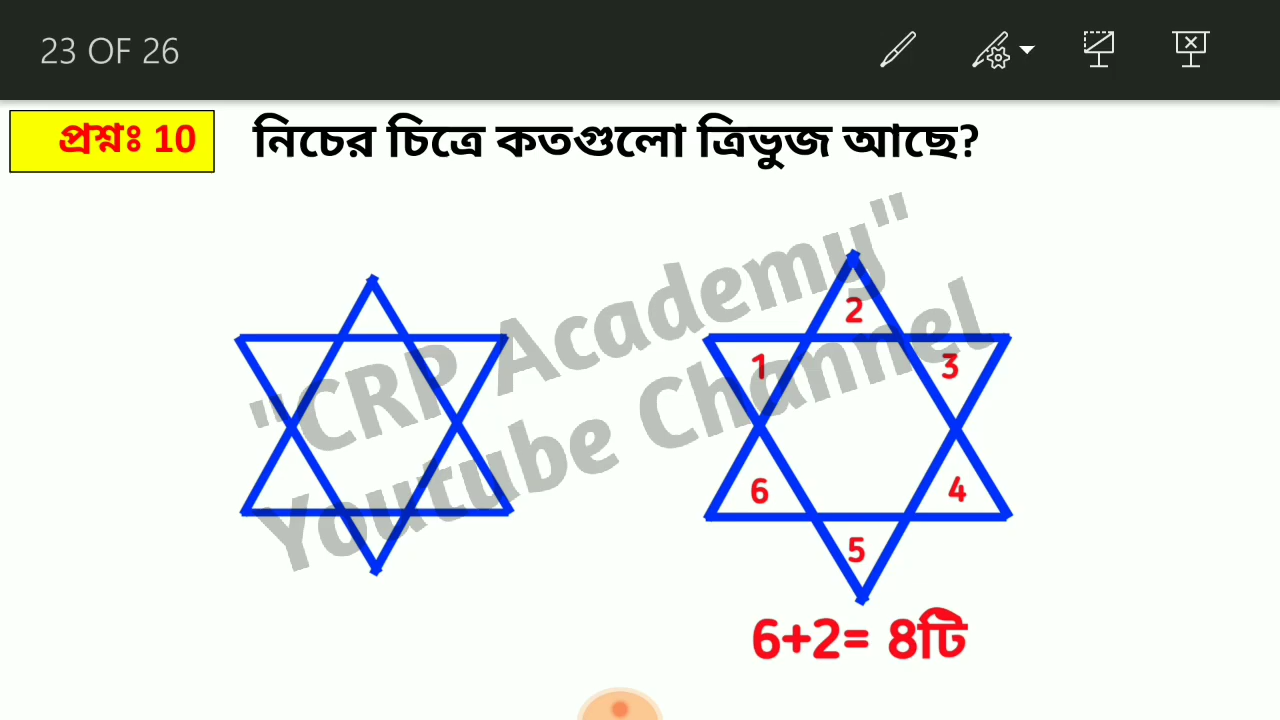 23 OF 26
প্রশ্নঃ 10
নিচের চিত্রে কতগুলো ত্রিভুজ আছে?
"CRP Academy"
Youtube Channel
2
1
3
6
4
5
6+2= 8টি